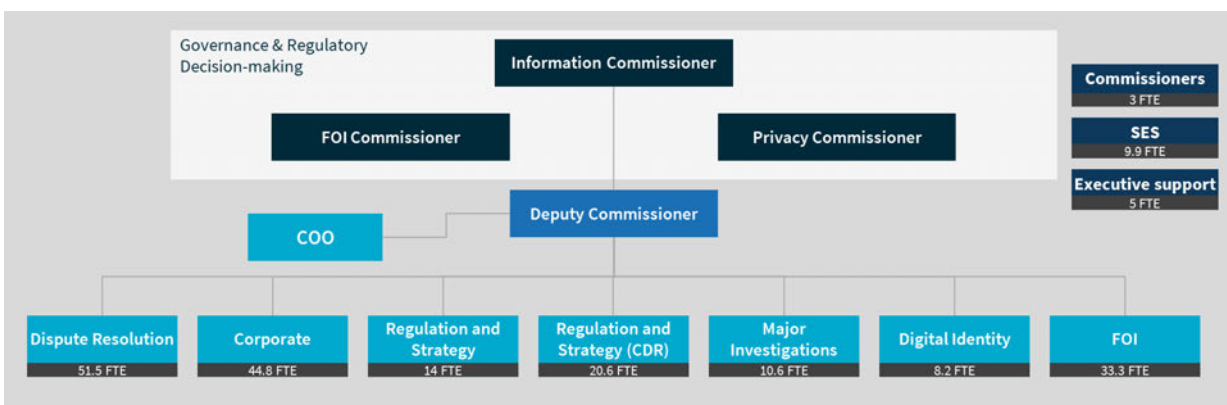 Governance & Regulatory
Decision-making
Information Commissioner
FOI Commissioner
Privacy Commissioner
Commissioners
3 FTE
SES
9.9 FTE
Executive support
5 FTE
Deputy Commissioner
COO
Dispute Resolution
51.5 FTE
Corporate
44.8 FTE
Regulation and
Strategy
14 FTE
Regulation and
Strategy (CDR)
20.6 FTE
Major
Investigations
10.6 FTE
Digital Identity
8.2 FTE
FOI
33.3 FTE